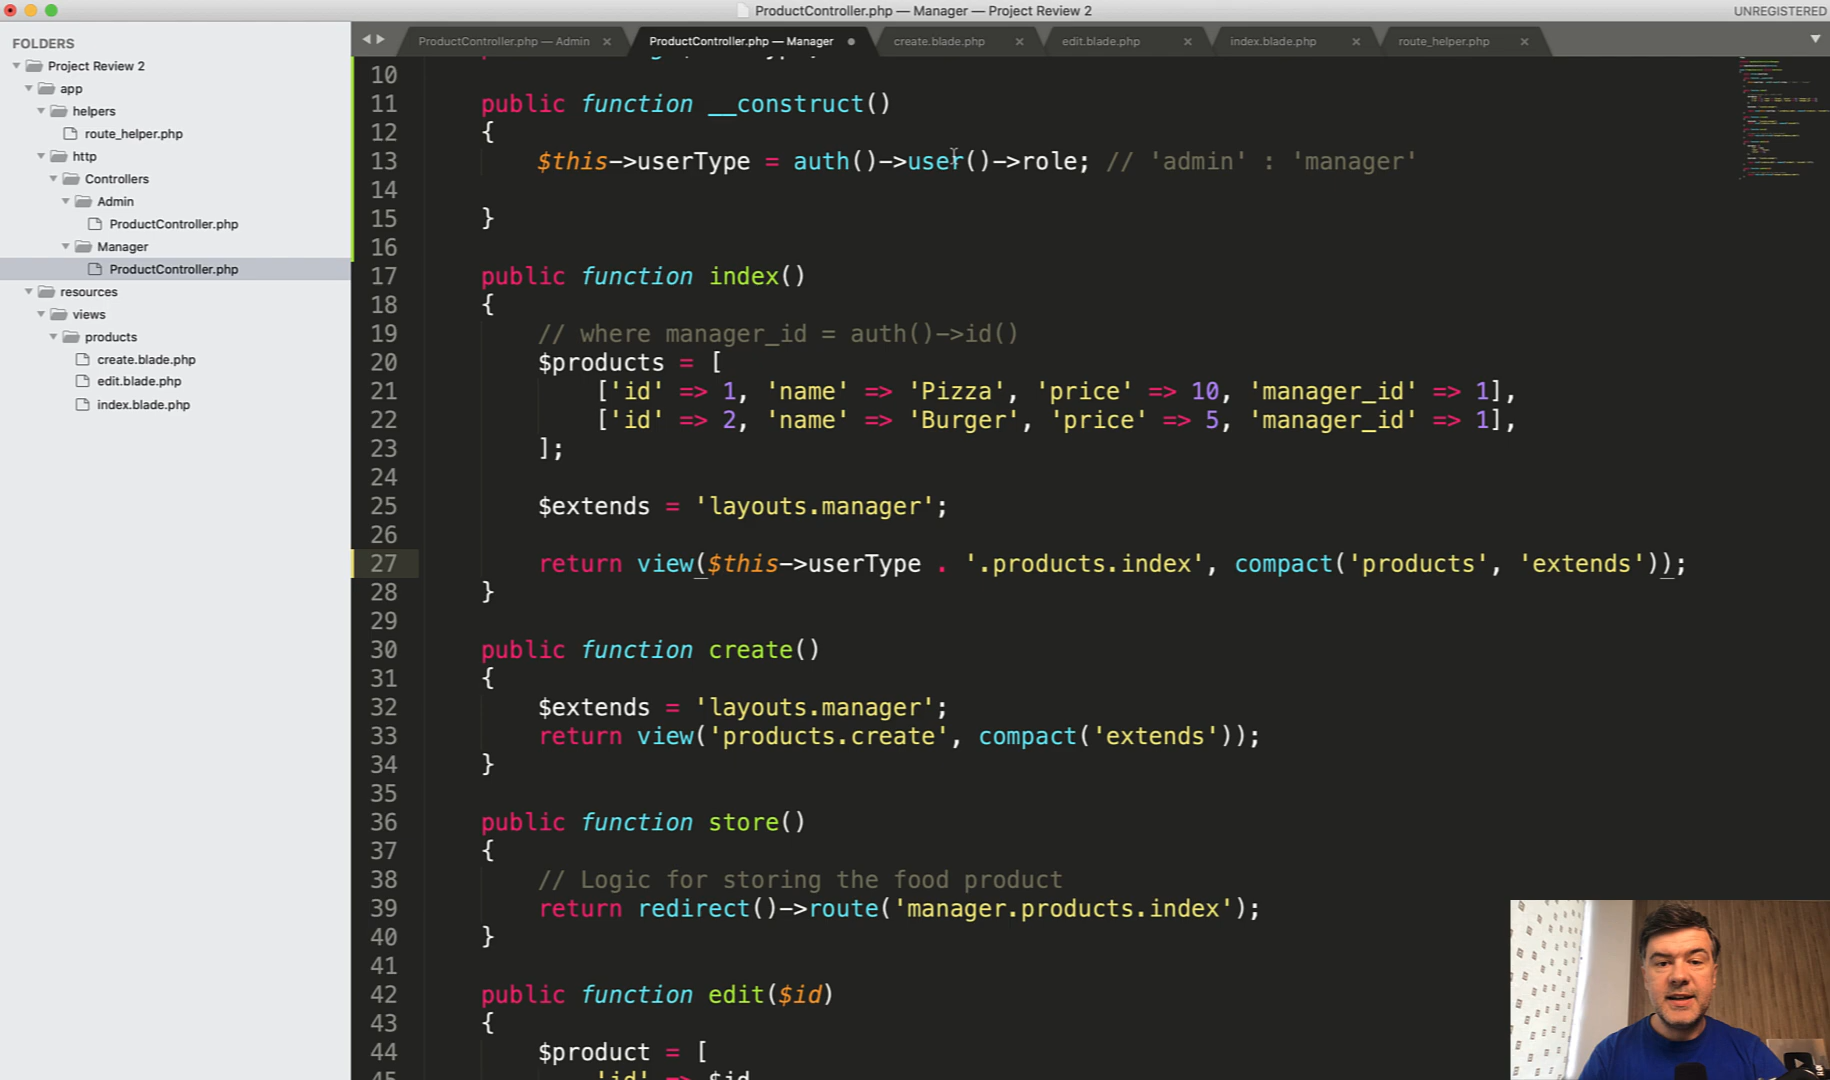 ProductController.php — Manager — Project Review 2
UNREGISTERED
FOLDERS
Project Review 2
app
helpers
route_helper.php
http
Controllers
Admin
ProductController.php
Manager
ProductController.php
resources
views
products
create.blade.php
edit.blade.php
index.blade.php
ProductController.php — Admin
ProductController.php — Manager
create.blade.php
edit.blade.php
index.blade.php
route_helper.php
10
11 public function __construct()
12 {
13 $this->userType = auth()->user()->role; // 'admin' : 'manager'
14
15 }
16
17 public function index()
18 {
19 // where manager_id = auth()->id()
20 $products = [
21 ['id' => 1, 'name' => 'Pizza', 'price' => 10, 'manager_id' => 1],
22 ['id' => 2, 'name' => 'Burger', 'price' => 5, 'manager_id' => 1],
23 ];
24
25 $extends = 'layouts.manager';
26
27 return view($this->userType . '.products.index', compact('products', 'extends'));
28 }
29
30 public function create()
31 {
32 $extends = 'layouts.manager';
33 return view('products.create', compact('extends'));
34 }
35
36 public function store()
37 {
38 // Logic for storing the food product
39 return redirect()->route('manager.products.index');
40 }
41
42 public function edit($id)
43 {
44 $product = [
45 'id' => $id